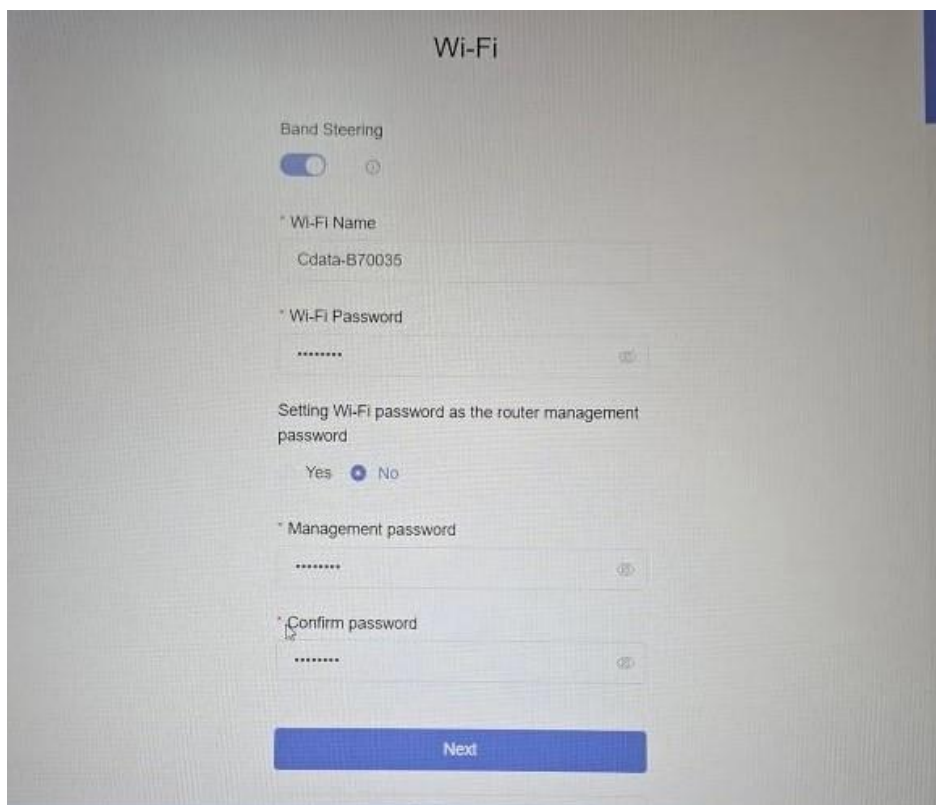 Wi-Fi
Band Steering
* Wi-Fi Name
Cdata-B70035
* Wi-Fi Password
••••••••
Setting Wi-Fi password as the router management
password
Yes No
* Management password
••••••••
* Confirm password
••••••••
Next